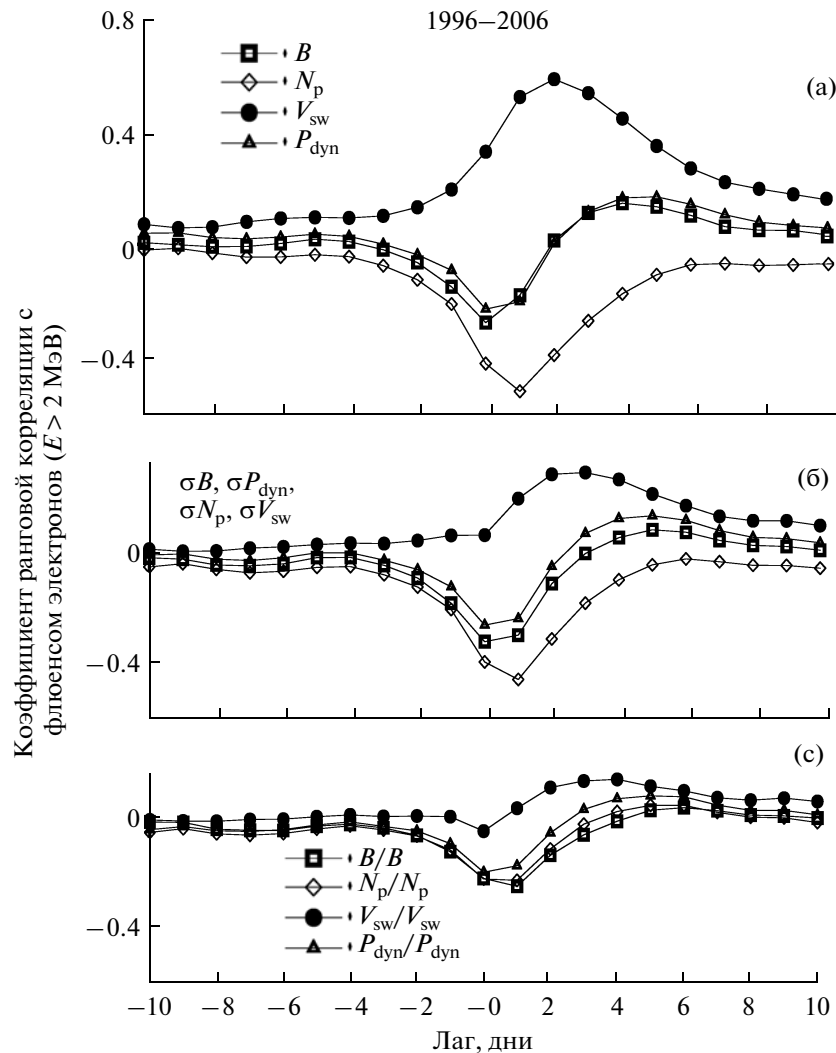 1996–2006
B
Np
Vsw
Pdyn
(а)
0.8
0.4
0
−0.4
Коэффициент ранговой корреляции с
флюенсом электронов (E > 2 МэВ)
σB, σPdyn,
σNp, σVsw
(б)
0
−0.4
(с)
0
−0.4
B/B
Np/Np
Vsw/Vsw
Pdyn/Pdyn
−10 −8 −6 −4 −2 −0 2 4 6 8 10
Лаг, дни